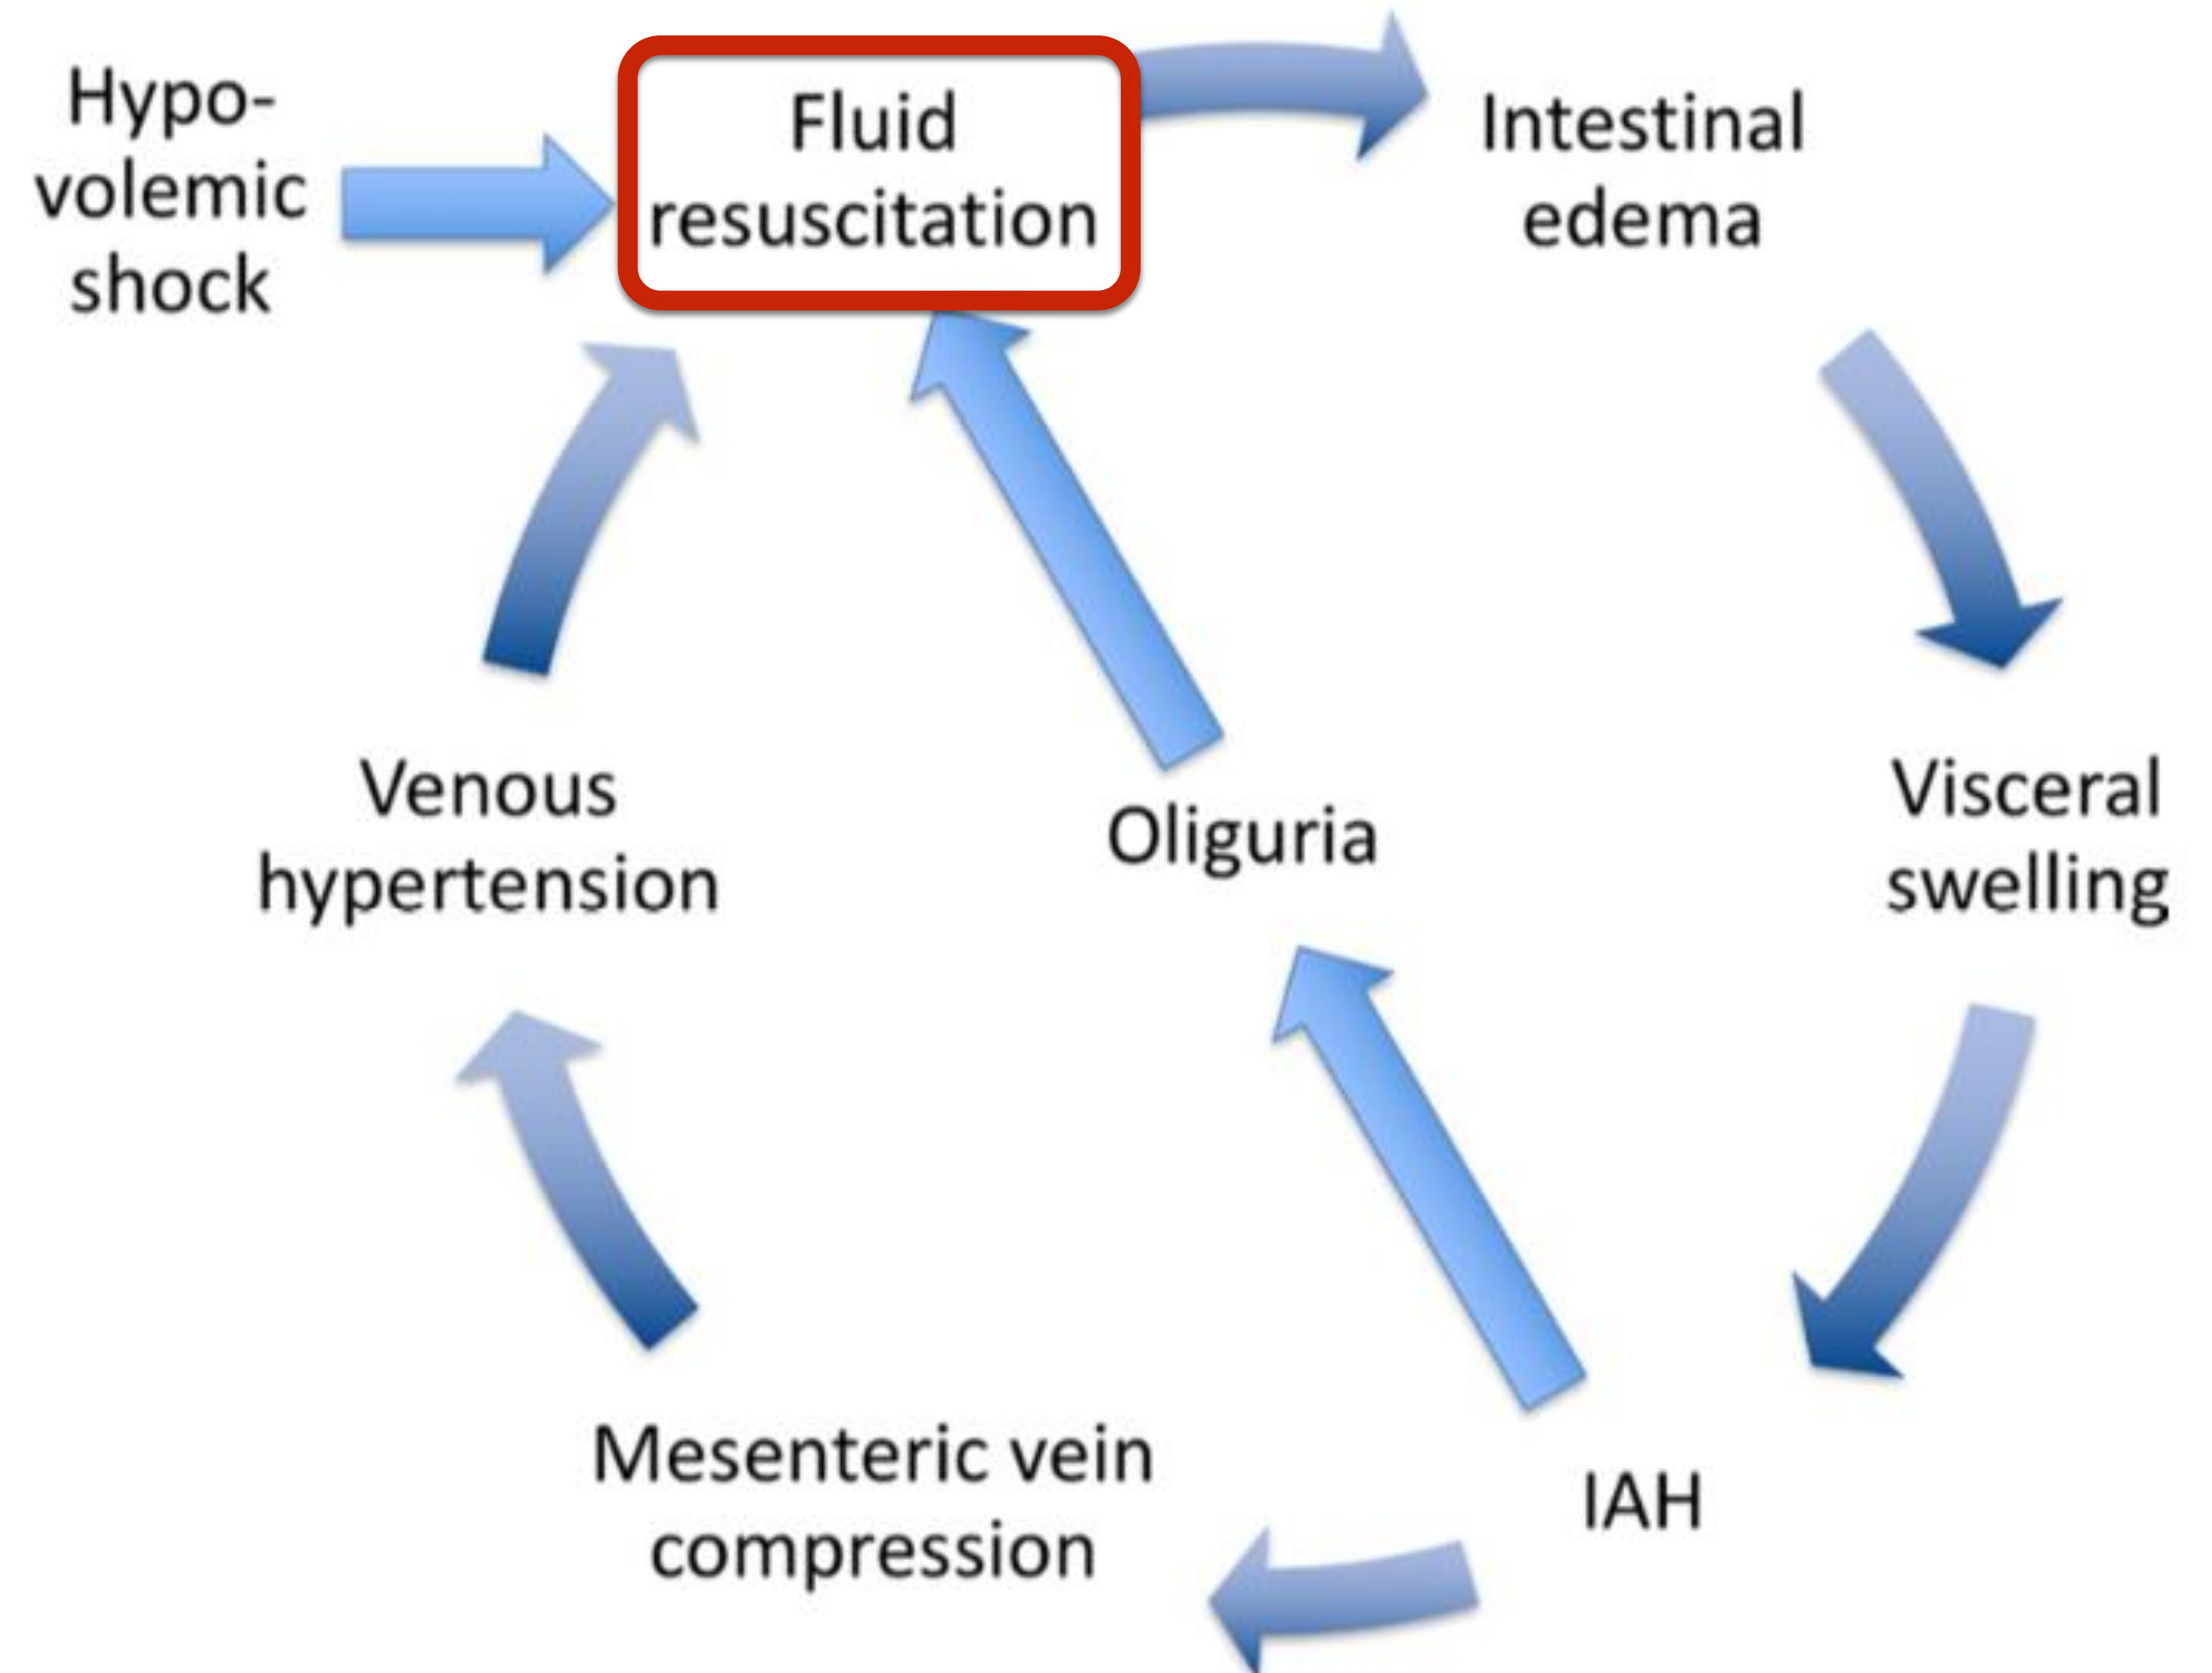 Hypo-
volemic
shock
Fluid
resuscitation
Intestinal
edema
Venous
hypertension
Oliguria
Visceral
swelling
Mesenteric vein
compression
IAH